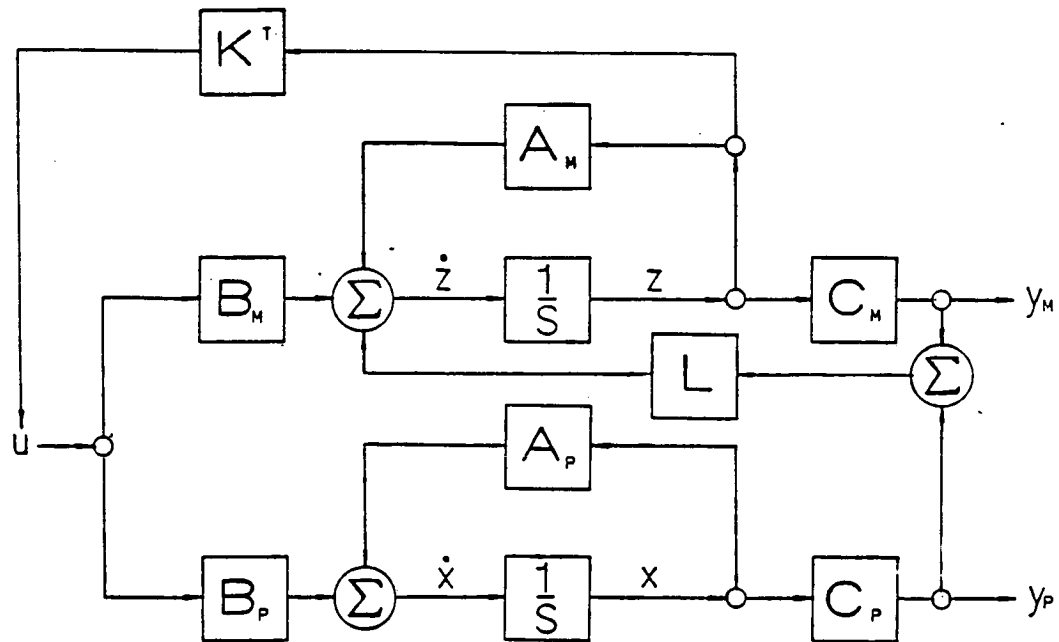 K^T
A_M
B_M
Σ
ż
1/S
z
C_M
y_M
L
Σ
u
A_P
B_P
Σ
ẋ
1/S
x
C_P
y_P